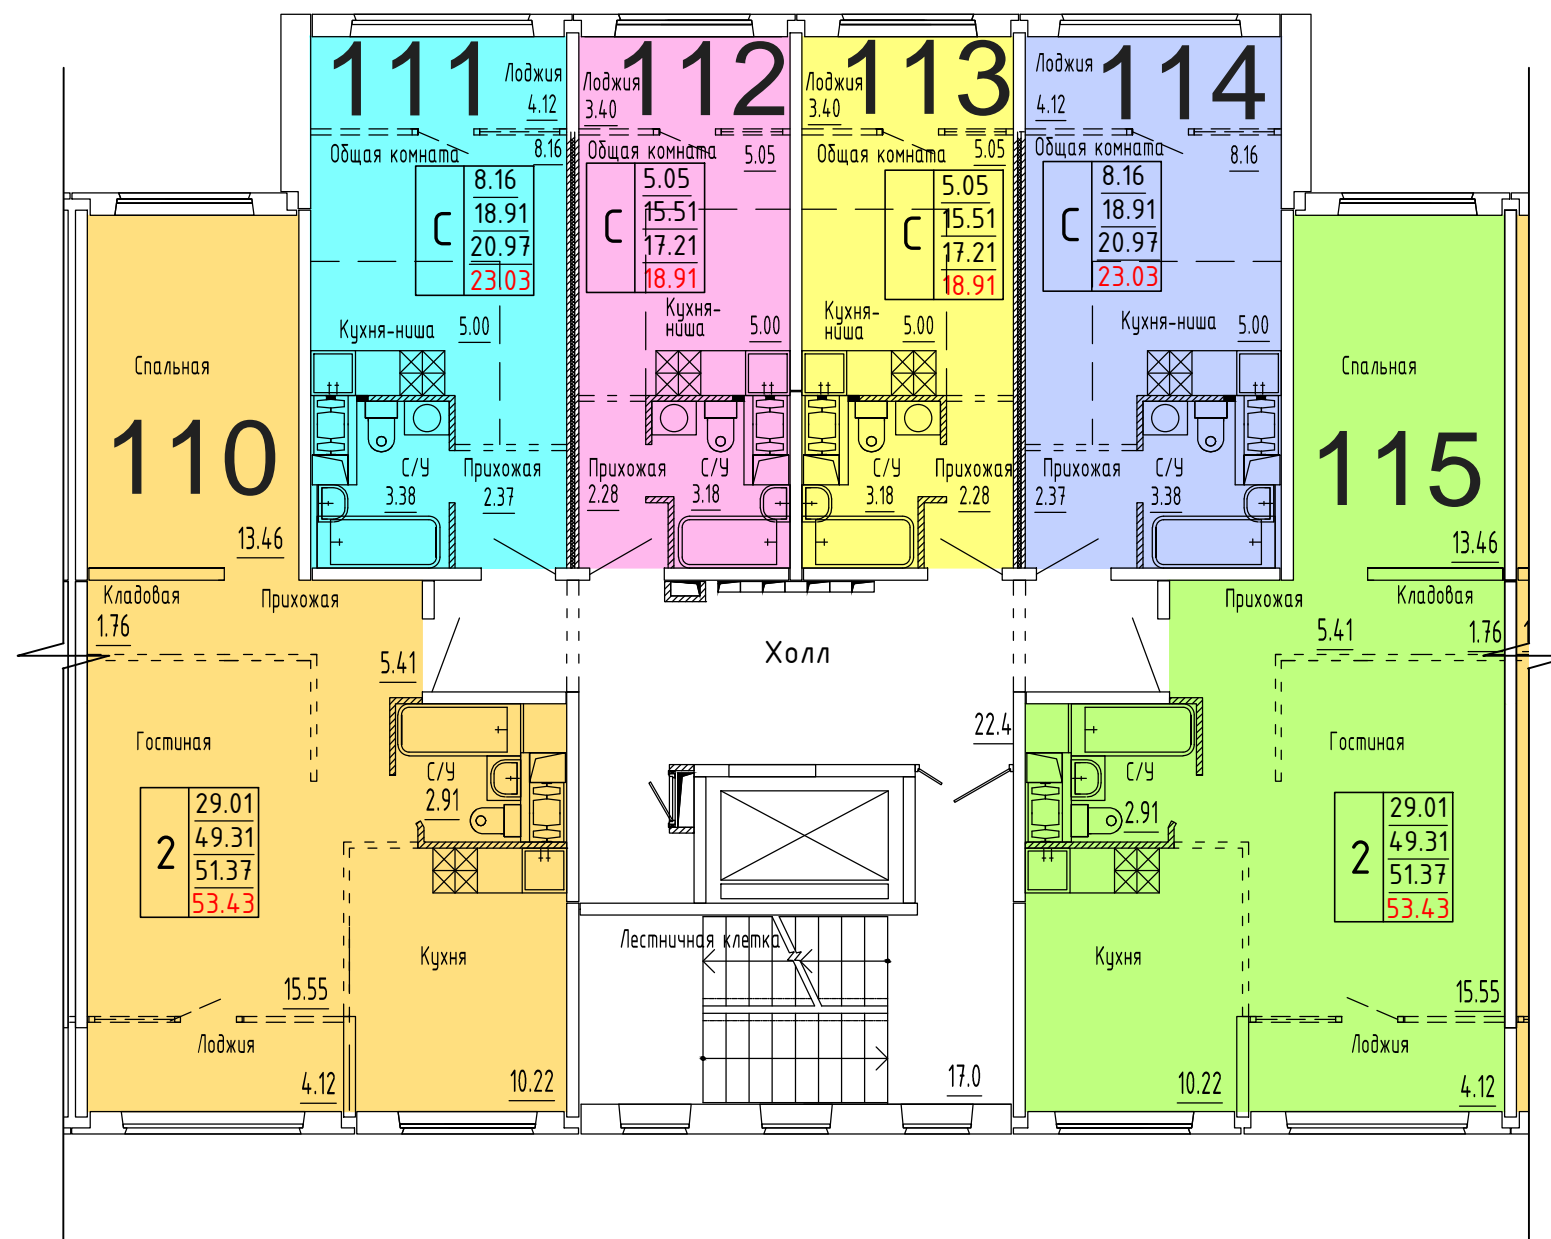 111
Лоджия
4.12
Общая комната
8.16
С
8.16
18.91
20.97
23.03
Кухня-ниша
5.00
С/У
3.38
Прихожая
2.37
112
Лоджия
3.40
Общая комната
5.05
С
5.05
15.51
17.21
18.91
Кухня-
ниша
5.00
Прихожая
2.28
С/У
3.18
113
Лоджия
3.40
Общая комната
5.05
С
5.05
15.51
17.21
18.91
Кухня-
ниша
5.00
С/У
3.18
Прихожая
2.28
114
Лоджия
4.12
Общая комната
8.16
С
8.16
18.91
20.97
23.03
Кухня-ниша
5.00
Прихожая
2.37
С/У
3.38
Спальная
110
13.46
Кладовая
1.76
Прихожая
5.41
Гостиная
2
29.01
49.31
51.37
53.43
15.55
С/У
2.91
Кухня
10.22
Лоджия
4.12
Холл
22.4
Лестничная клетка
17.0
Спальная
115
13.46
Прихожая
5.41
Кладовая
1.76
Гостиная
2
29.01
49.31
51.37
53.43
15.55
С/У
2.91
Кухня
10.22
Лоджия
4.12